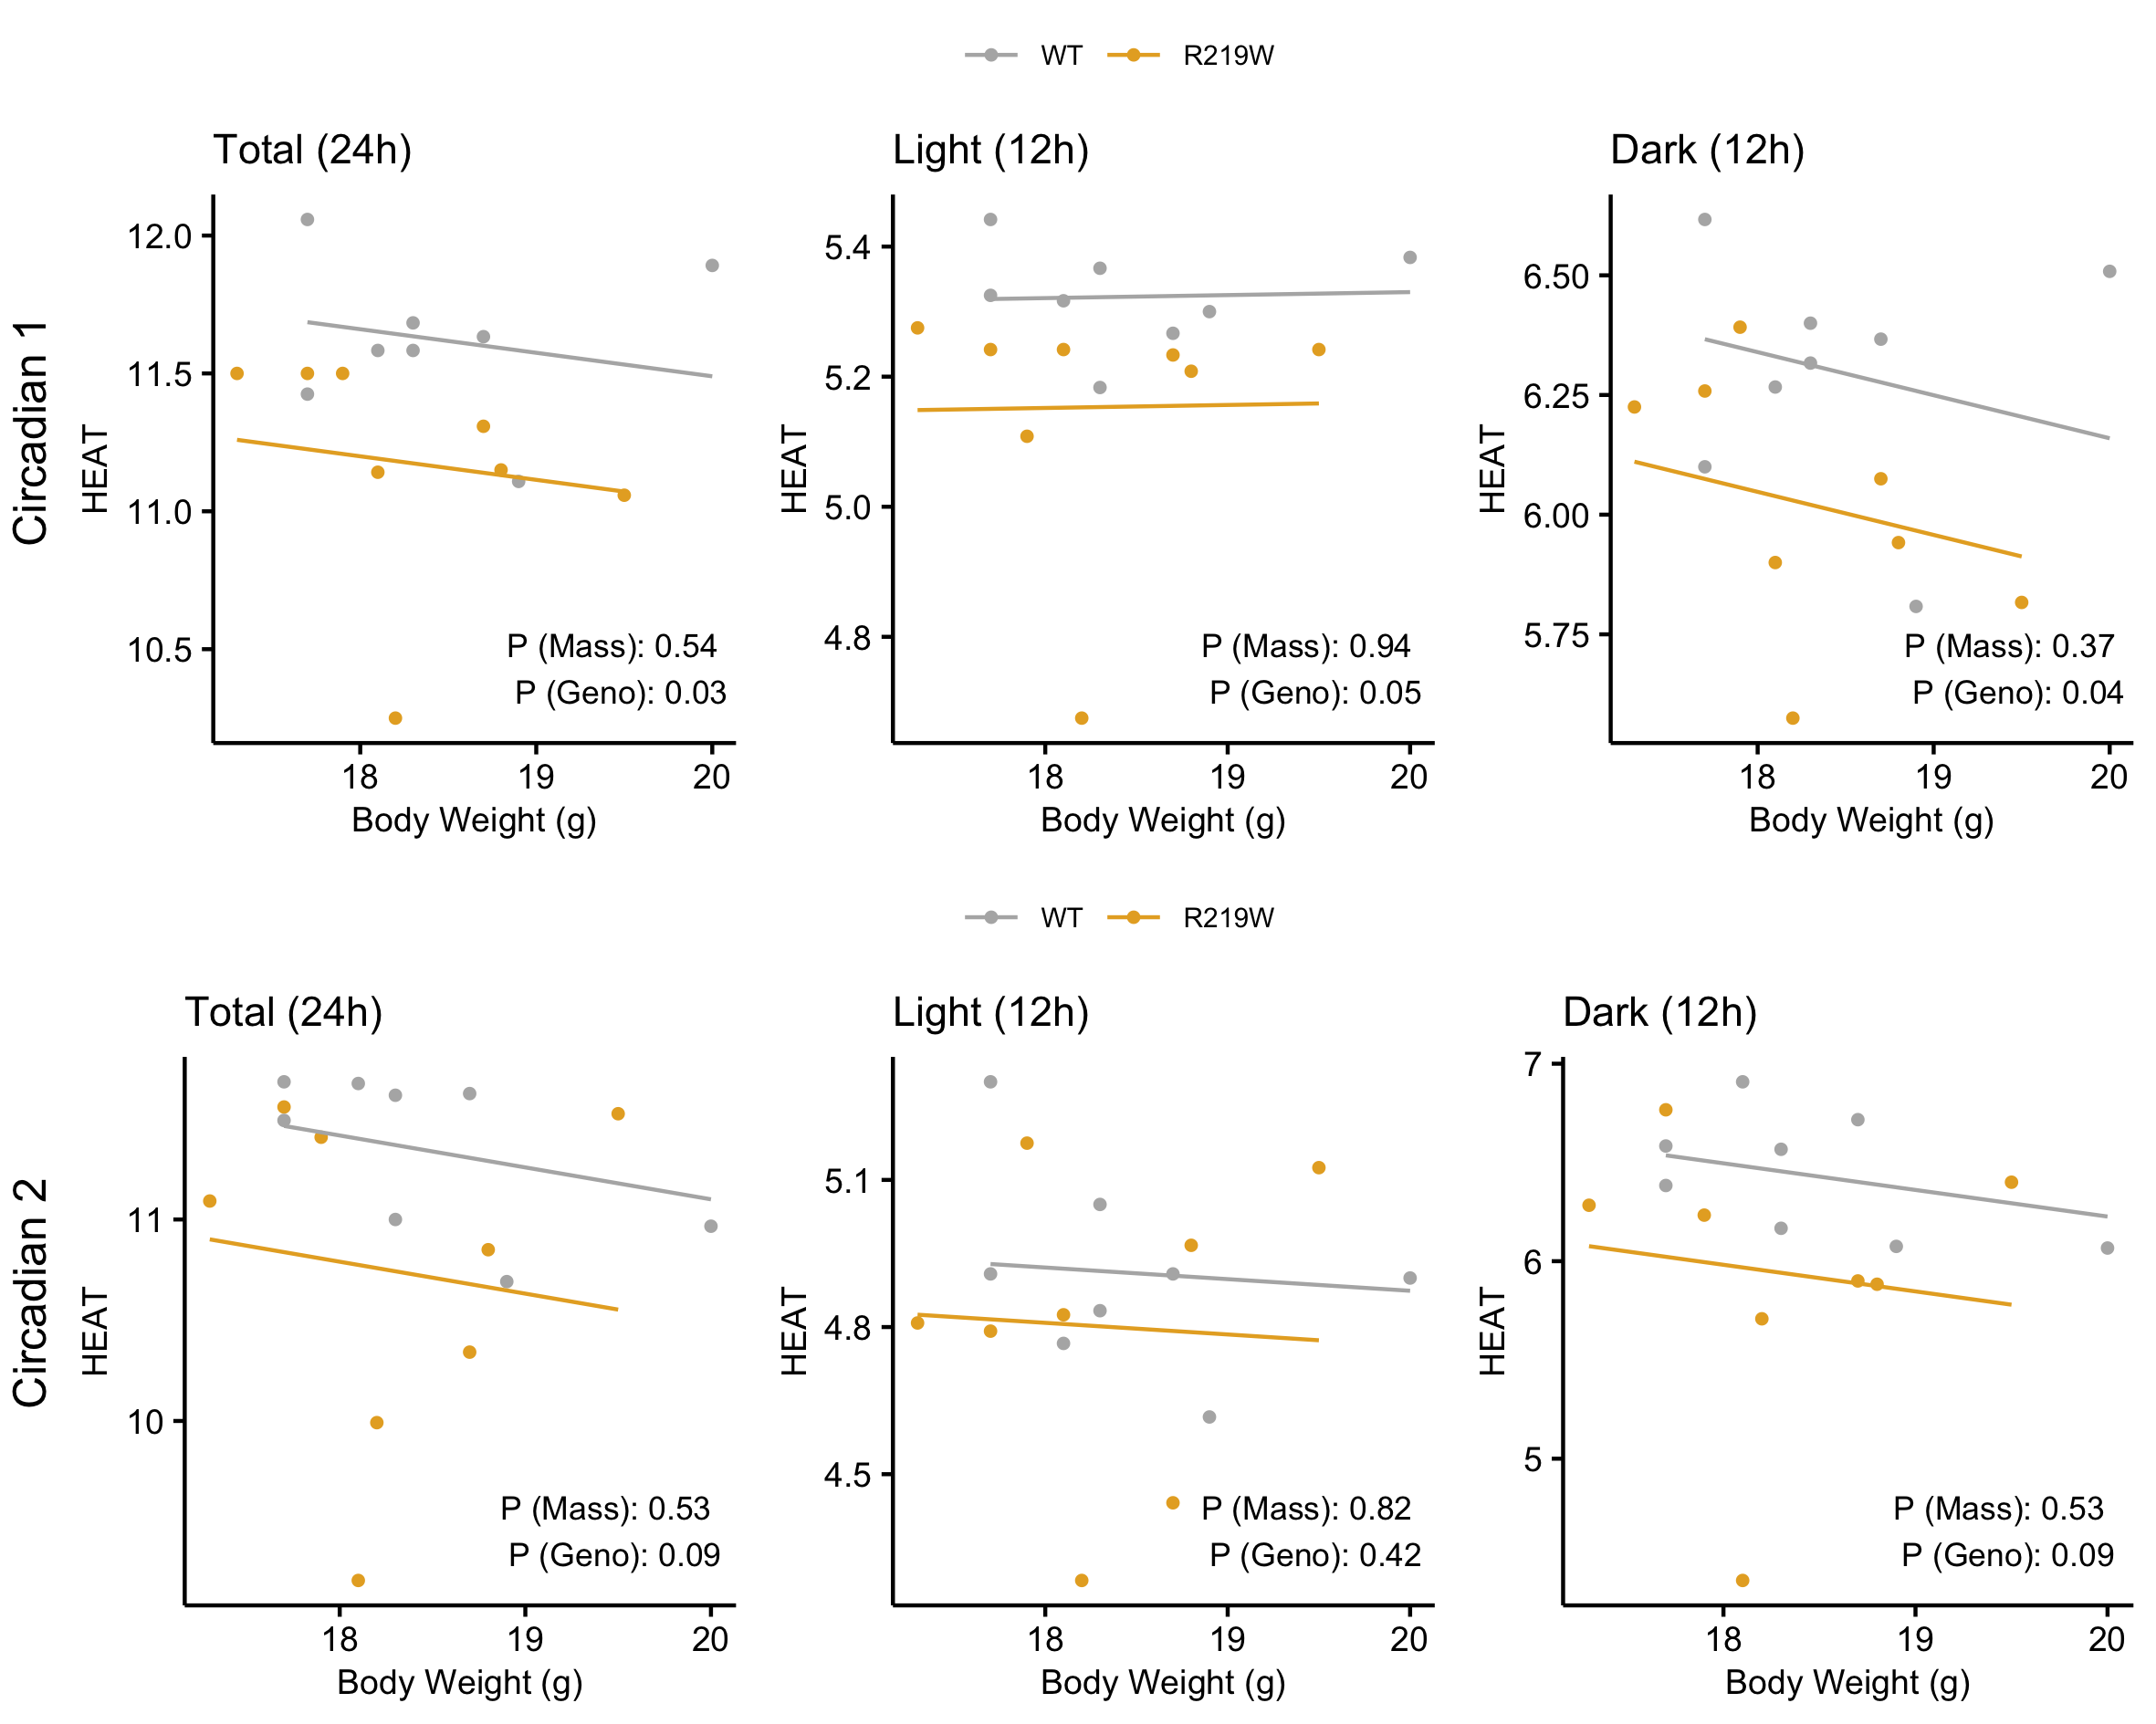 WT R219W
Circadian 1
Total (24h)
HEAT
12.0
11.5
11.0
10.5
P (Mass): 0.54
P (Geno): 0.03
18 19 20
Body Weight (g)
Light (12h)
HEAT
5.4
5.2
5.0
4.8
P (Mass): 0.94
P (Geno): 0.05
18 19 20
Body Weight (g)
Dark (12h)
HEAT
6.50
6.25
6.00
5.75
P (Mass): 0.37
P (Geno): 0.04
18 19 20
Body Weight (g)
WT R219W
Circadian 2
Total (24h)
HEAT
11
10
P (Mass): 0.53
P (Geno): 0.09
18 19 20
Body Weight (g)
Light (12h)
HEAT
5.1
4.8
4.5
P (Mass): 0.82
P (Geno): 0.42
18 19 20
Body Weight (g)
Dark (12h)
HEAT
7
6
5
P (Mass): 0.53
P (Geno): 0.09
18 19 20
Body Weight (g)